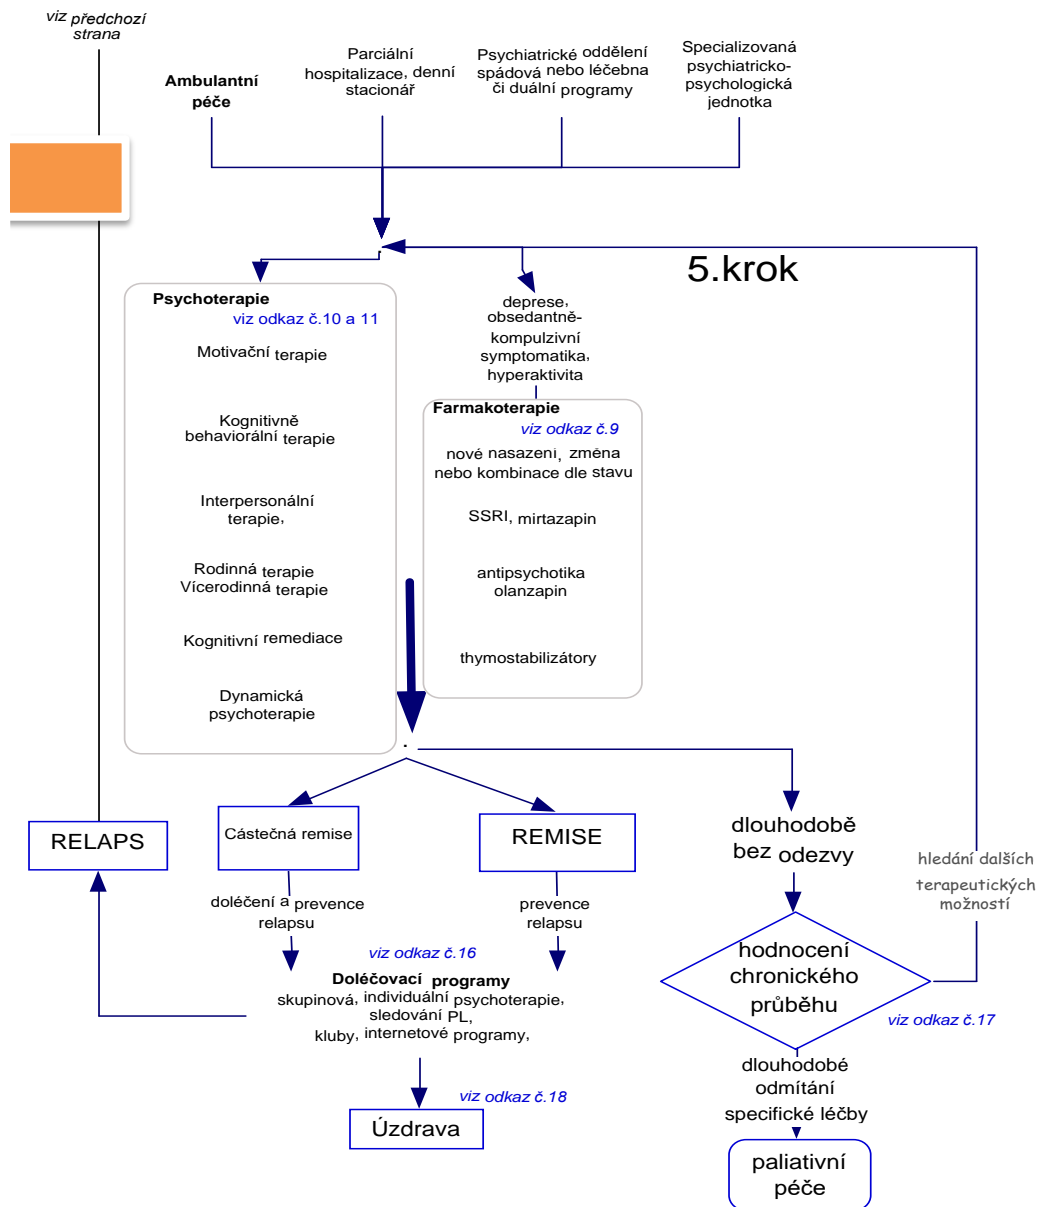 viz předchozí
strana
Ambulantní
péče
Parciální
hospitalizace, denní
stacionář
Psychiatrické oddělení
spádová nebo léčebna
či duální programy
Specializovaná
psychiatricko-
psychologická
jednotka
5.krok
Psychoterapie
viz odkaz č.10 a 11
Motivační terapie
Kognitivně
behaviorální terapie
Interpersonální
terapie,
Rodinná terapie
Vícerodinná terapie
Kognitivní remediace
Dynamická
psychoterapie
deprese,
obsedantně-
kompulzivní
symptomatika,
hyperaktivita
Farmakoterapie
viz odkaz č.9
nové nasazení, změna
nebo kombinace dle stavu
SSRI, mirtazapin
antipsychotika
olanzapin
thymostabilizátory
.
RELAPS
Cástečná remise
REMISE
dlouhodobě
bez odezvy
hledání dalších
terapeutických
možností
doléčení a prevence
relapsu
prevence
relapsu
viz odkaz č.16
Doléčovací programy
skupinová, individuální psychoterapie,
sledování PL,
kluby, internetové programy,
hodnocení
chronického
průběhu
viz odkaz č.17
viz odkaz č.18
Úzdrava
dlouhodobé
odmítání
specifické léčby
paliativní
péče